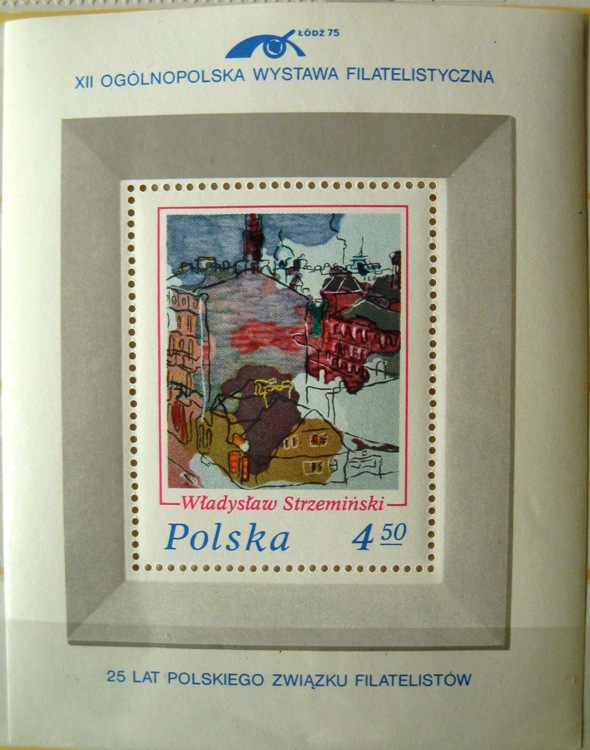 ŁÓDŹ 75
XII OGÓLNOPOLSKA WYSTAWA FILATELISTYCZNA
Władysław Strzemiński
Polska 4 50
25 LAT POLSKIEGO ZWIĄZKU FILATELISTÓW